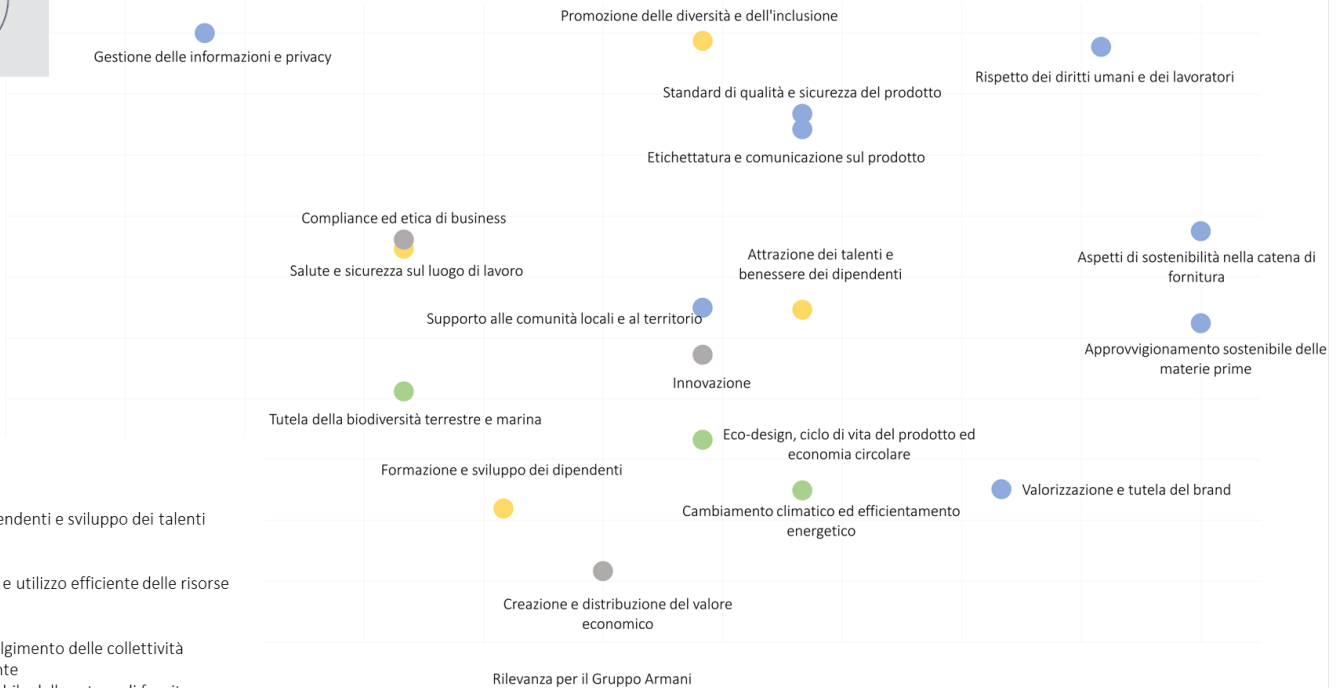 Promozione delle diversità e dell'inclusione
Gestione delle informazioni e privacy
Rispetto dei diritti umani e dei lavoratori
Standard di qualità e sicurezza del prodotto
Etichettatura e comunicazione sul prodotto
Compliance ed etica di business
Salute e sicurezza sul luogo di lavoro
Attrazione dei talenti e
benessere dei dipendenti
Aspetti di sostenibilità nella catena di
fornitura
Supporto alle comunità locali e al territorio
Approvvigionamento sostenibile delle
materie prime
Innovazione
Tutela della biodiversità terrestre e marina
Eco-design, ciclo di vita del prodotto ed
economia circolare
Formazione e sviluppo dei dipendenti
Valorizzazione e tutela del brand
Cambiamento climatico ed efficientamento
energetico
e sviluppo dei talenti
e utilizzo efficiente delle risorse
Creazione e distribuzione del valore
economico
delle collettività
Rilevanza per il Gruppo Armani